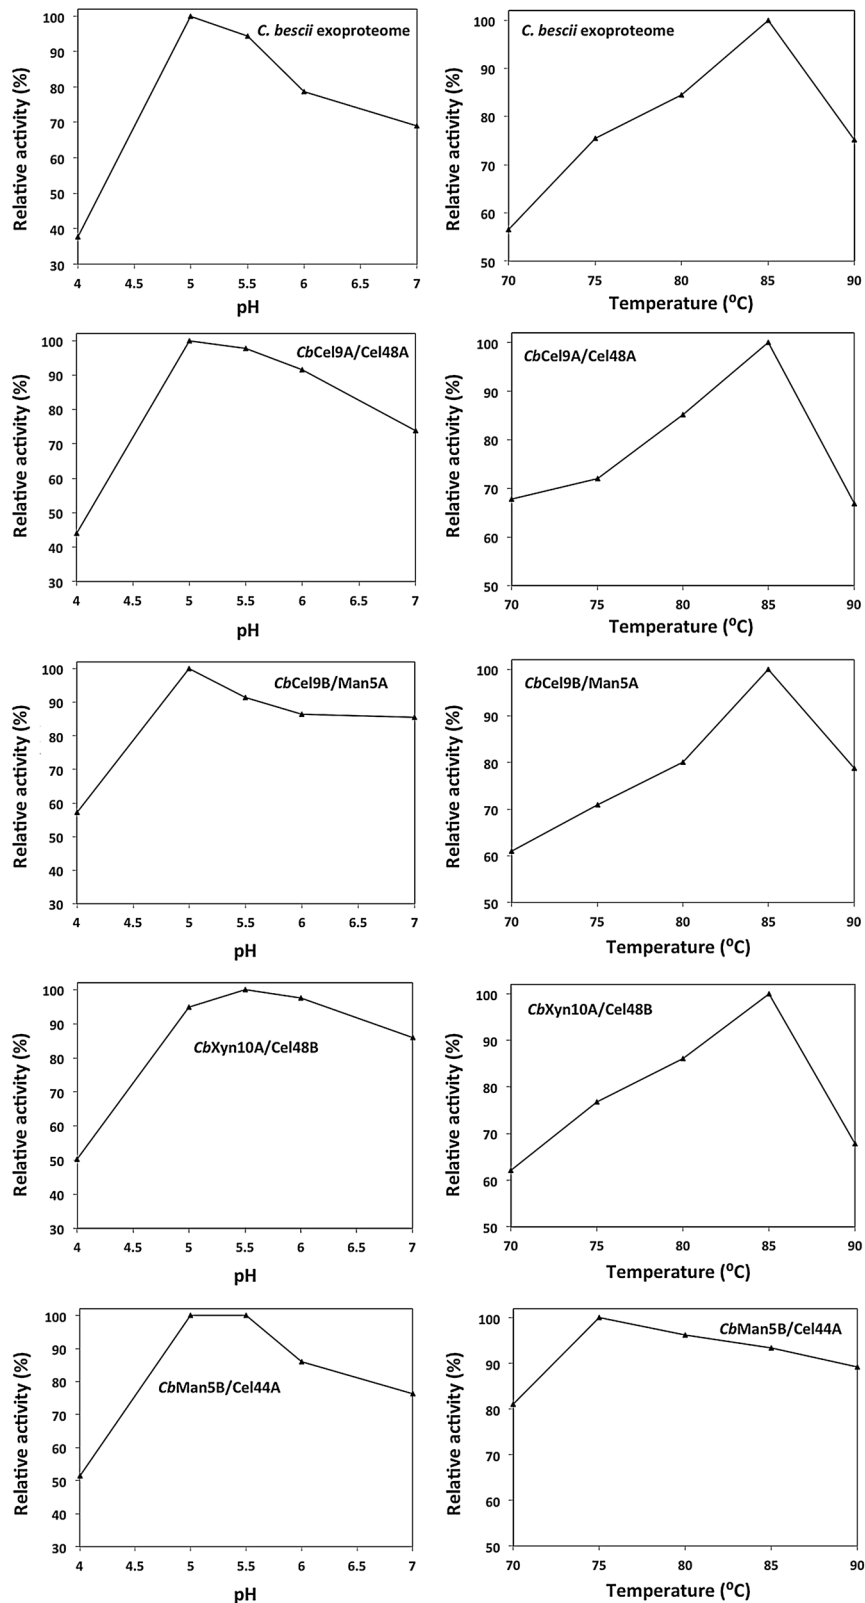 C. bescii exoproteome
Relative activity (%)
100
90
80
70
60
50
40
30
4 4.5 5 5.5 6 6.5 7
pH
C. bescii exoproteome
Relative activity (%)
100
90
80
70
60
50
70 75 80 85 90
Temperature (⁰C)
CbCel9A/Cel48A
Relative activity (%)
100
90
80
70
60
50
40
30
4 4.5 5 5.5 6 6.5 7
pH
CbCel9A/Cel48A
Relative activity (%)
100
90
80
70
60
50
70 75 80 85 90
Temperature (⁰C)
CbCel9B/Man5A
Relative activity (%)
100
90
80
70
60
50
40
30
4 4.5 5 5.5 6 6.5 7
pH
CbCel9B/Man5A
Relative activity (%)
100
90
80
70
60
50
70 75 80 85 90
Temperature (⁰C)
CbXyn10A/Cel48B
Relative activity (%)
100
90
80
70
60
50
40
30
4 4.5 5 5.5 6 6.5 7
pH
CbXyn10A/Cel48B
Relative activity (%)
100
90
80
70
60
50
70 75 80 85 90
Temperature (⁰C)
CbMan5B/Cel44A
Relative activity (%)
100
90
80
70
60
50
40
30
4 4.5 5 5.5 6 6.5 7
pH
CbMan5B/Cel44A
Relative activity (%)
100
90
80
70
60
50
70 75 80 85 90
Temperature (⁰C)